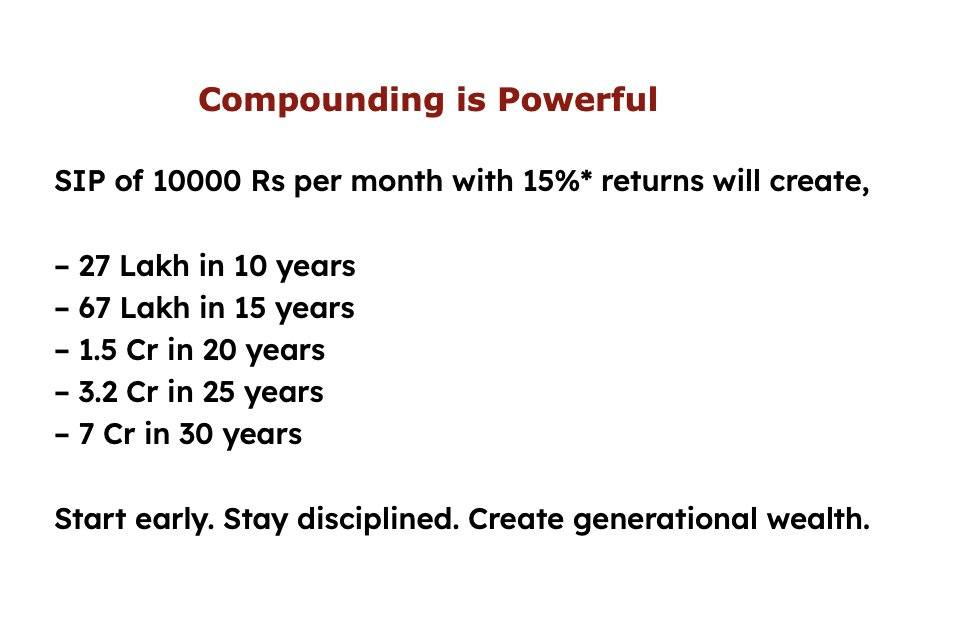 Compounding is Powerful
SIP of 10000 Rs per month with 15%* returns will create,
– 27 Lakh in 10 years
– 67 Lakh in 15 years
– 1.5 Cr in 20 years
– 3.2 Cr in 25 years
– 7 Cr in 30 years
Start early. Stay disciplined. Create generational wealth.